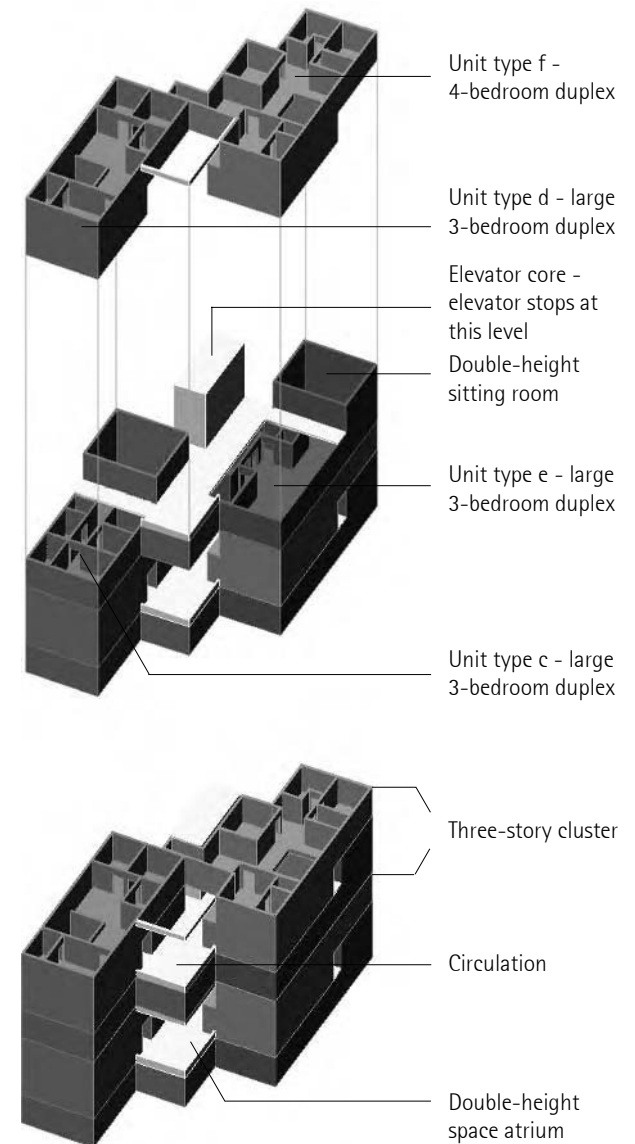 Unit type f -
4-bedroom duplex
Unit type d - large
3-bedroom duplex
Elevator core -
elevator stops at
this level
Double-height
sitting room
Unit type e - large
3-bedroom duplex
Unit type c - large
3-bedroom duplex
Three-story cluster
Circulation
Double-height
space atrium